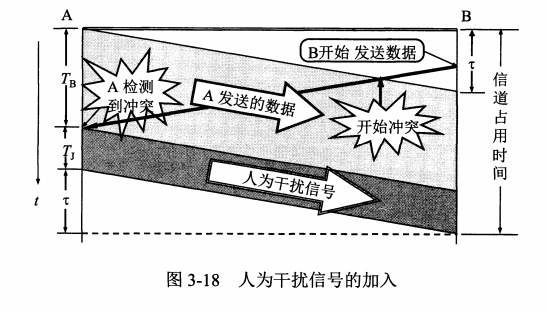 A
B
B开始 发送数据
τ
T_B
A 检测
到冲突
A 发送的数据
开始冲突
信道占用时间
T_J
人为干扰信号
t
τ
图 3-18 人为干扰信号的加入